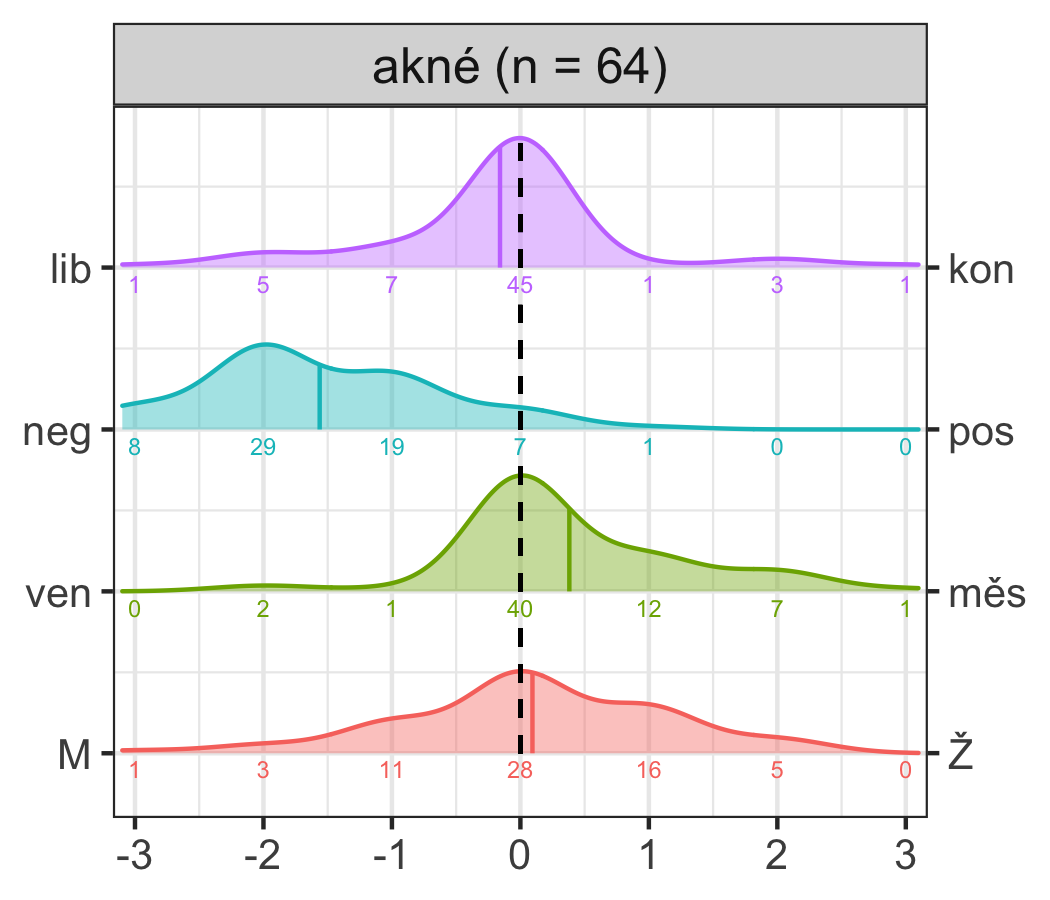 akné (n = 64)
lib kon
1 5 7 45 1 3 1
neg pos
8 29 19 7 1 0 0
ven měs
0 2 1 40 12 7 1
M Ž
1 3 11 28 16 5 0
-3 -2 -1 0 1 2 3